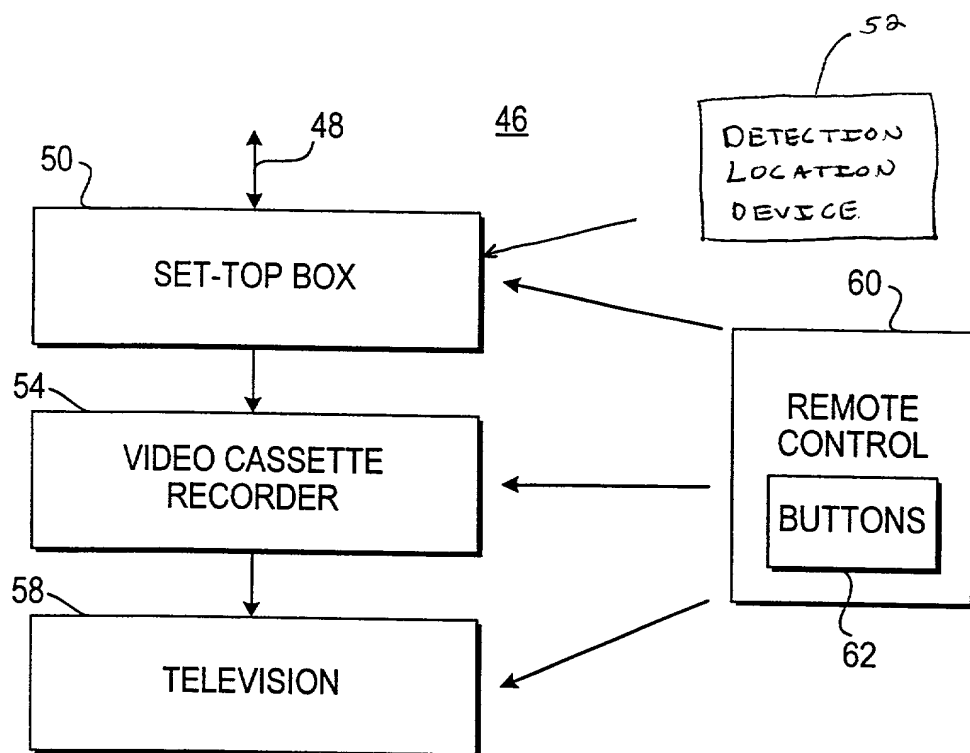 52
46
48
50
DETECTION
LOCATION
DEVICE
SET-TOP BOX
60
54
REMOTE
CONTROL
VIDEO CASSETTE
RECORDER
BUTTONS
58
62
TELEVISION